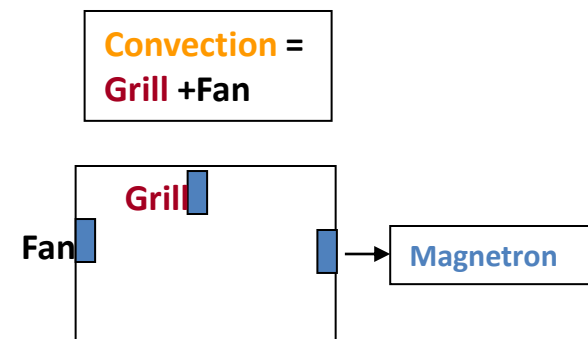 Convection =
Grill +Fan
Grill
Fan
Magnetron